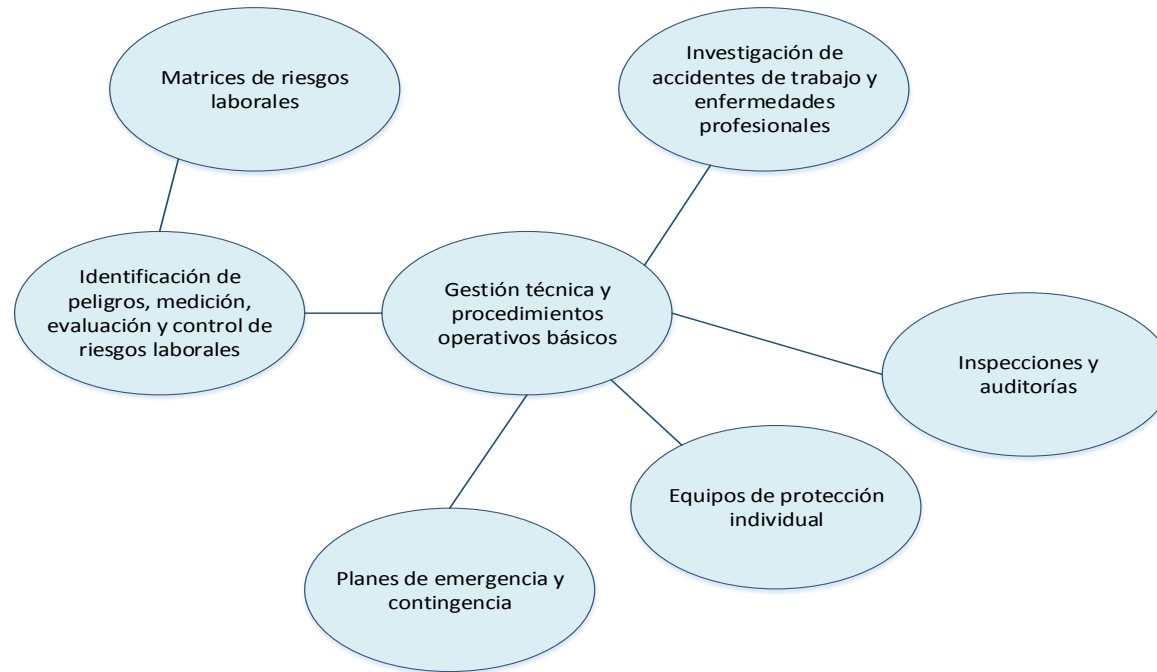 Matrices de riesgos
laborales
Investigación de
accidentes de trabajo y
enfermedades
profesionales
Identificación de
peligros, medición,
evaluación y control de
riesgos laborales
Gestión técnica y
procedimientos
operativos básicos
Inspecciones y
auditorías
Equipos de protección
individual
Planes de emergencia y
contingencia